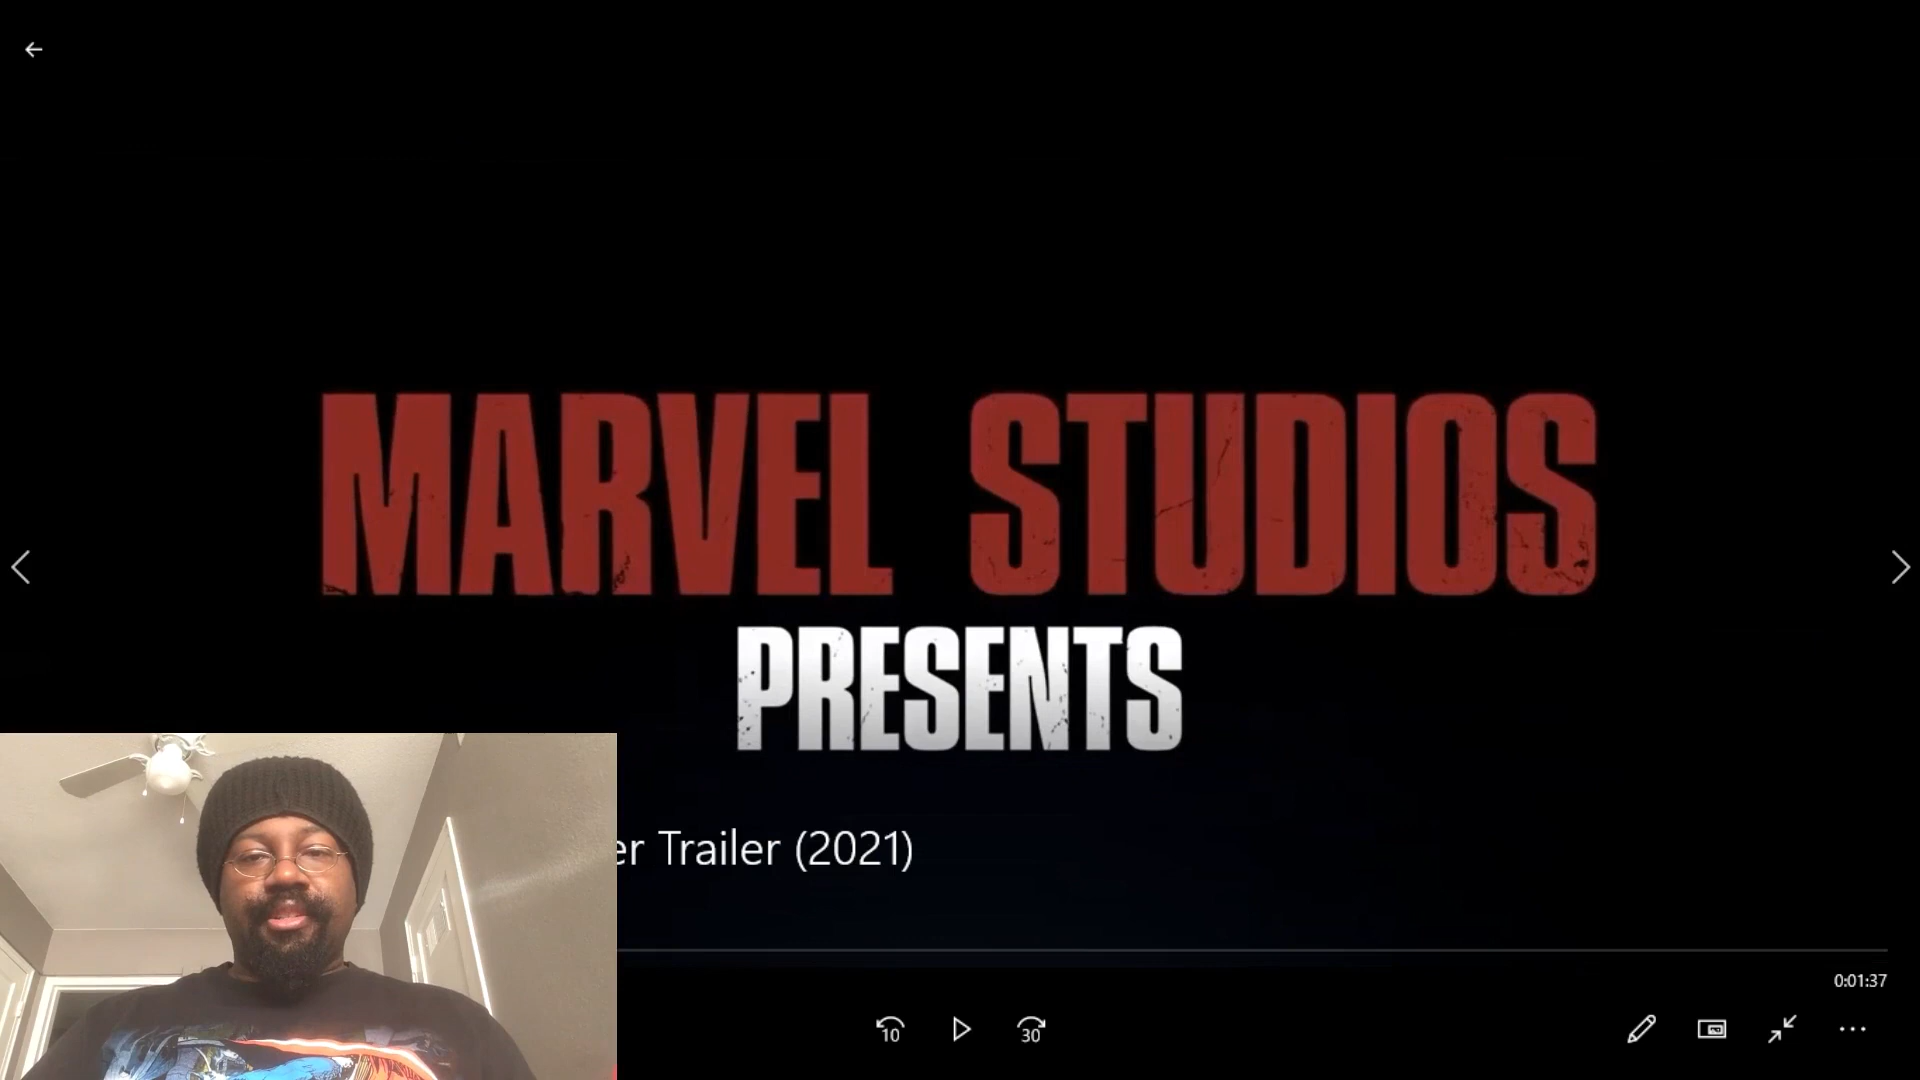 MARVEL STUDIOS
PRESENTS
er Trailer (2021)
0:01:37
10
30